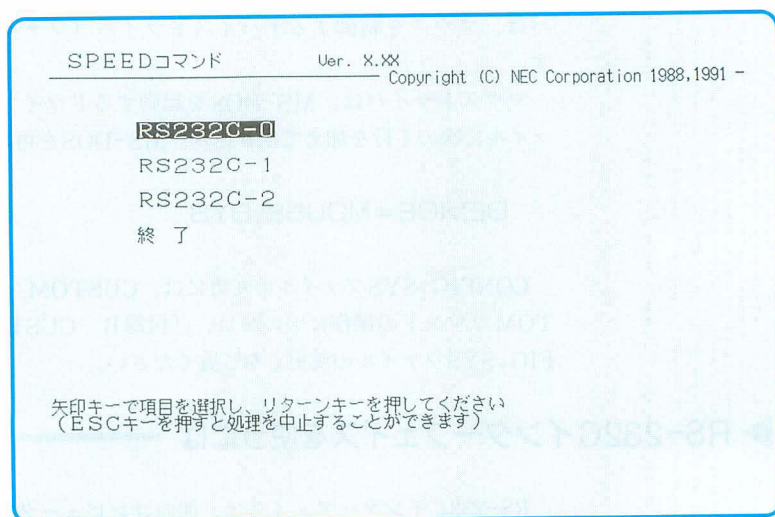 SPEEDコマンド Ver. X.XX
Copyright (C) NEC Corporation 1988,1991
RS232C-0
RS232C-1
RS232C-2
終 了
矢印キーで項目を選択し、リターンキーを押してください
(ESCキーを押すと処理を中止することができます)